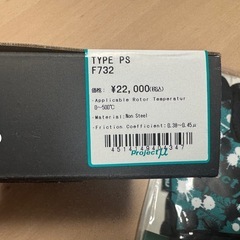 TYPE PS
F732
価格: ¥22,000(税込)
・Applicable Rotor Temperatur
0~500℃
・Material:Non Steel
・Friction Coefficient:0.38~0.45μ
Project μ